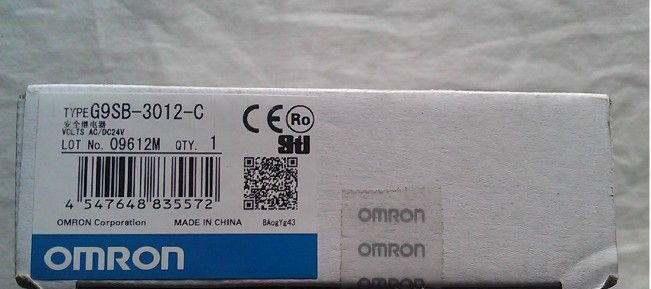 TYPE G9SB-3012-C
安全继电器
VOLTS AC/DC24V
LOT No. 09612M QTY. 1
4 547648 835572
OMRON Corporation MADE IN CHINA BAogYg43
OMRON
CE Ro
OMRON
OMRON
OMRON